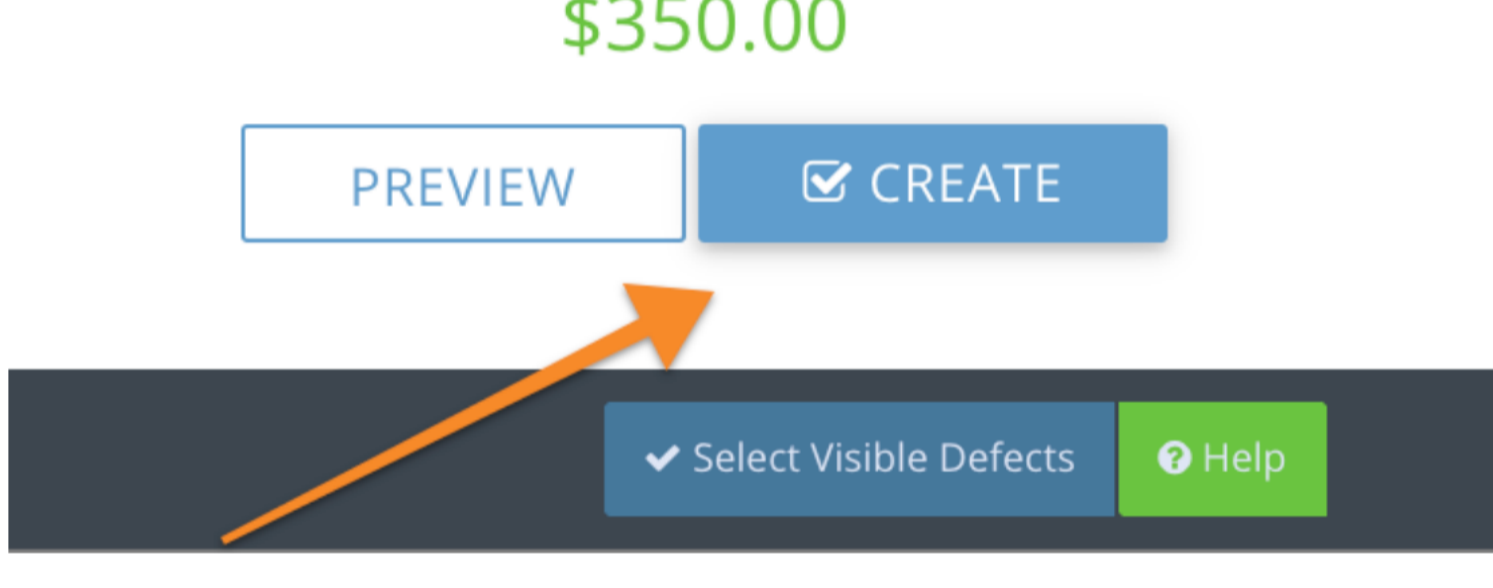 $350.00
PREVIEW
CREATE
Select Visible Defects
Help